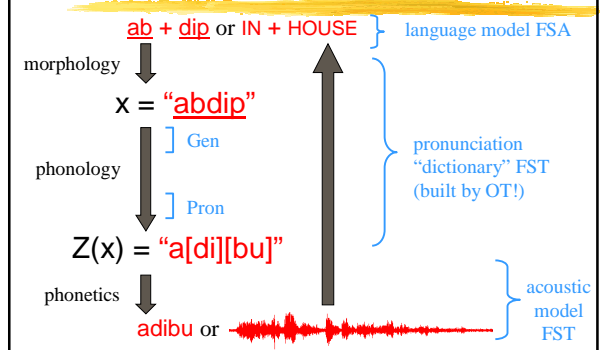 ab + dip or IN + HOUSE
language model FSA
morphology
x = “abdip”
Gen
phonology
pronunciation
“dictionary” FST
(built by OT!)
Pron
Z(x) = “a[di][bu]”
phonetics
acoustic
model
FST
adibu or